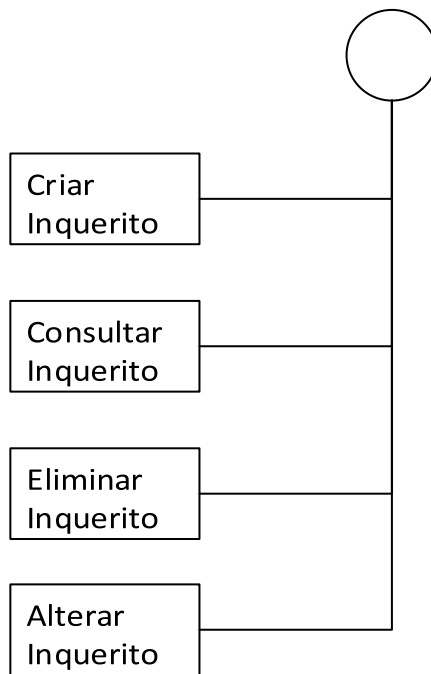 Criar
Inquerito
Consultar
Inquerito
Eliminar
Inquerito
Alterar
Inquerito